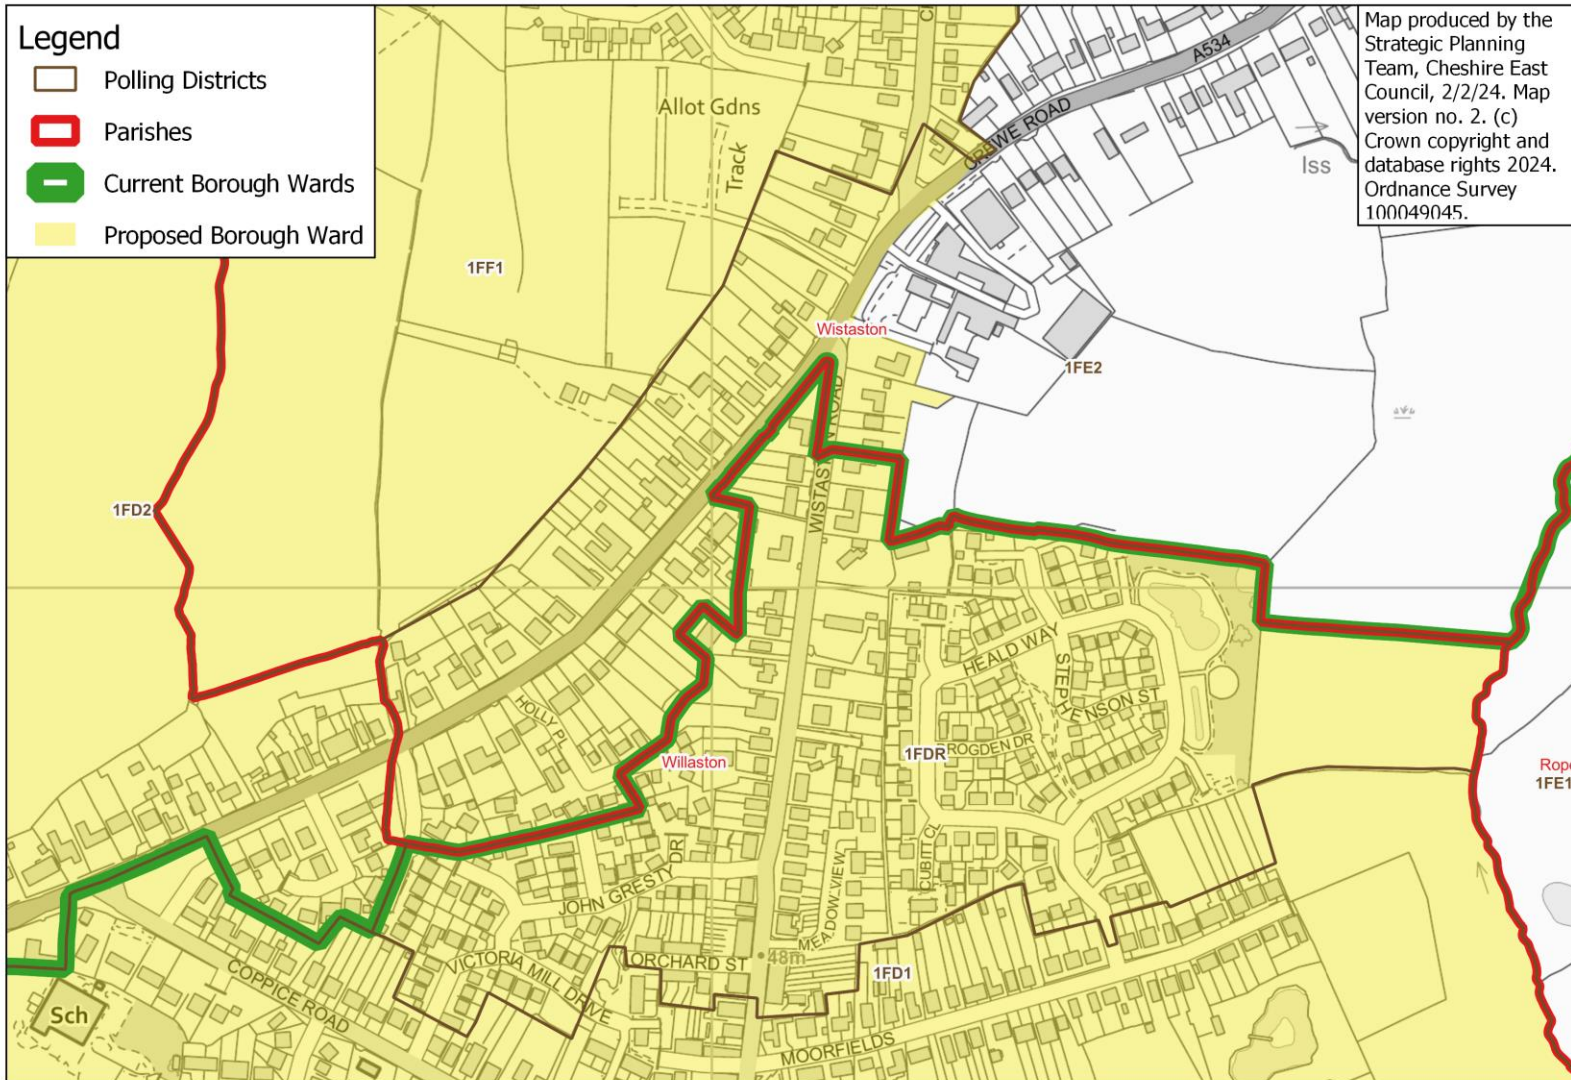 Legend
Polling Districts
Parishes
Current Borough Wards
Proposed Borough Ward
Map produced by the
Strategic Planning
Team, Cheshire East
Council, 2/2/24. Map
version no. 2. (c)
Crown copyright and
database rights 2024.
Ordnance Survey
100049045.
A534
CREWE ROAD
Allot Gdns
Track
Iss
1FF1
Wistaston
1FE2
WISTASTON ROAD
1FD2
WISTAS
HEALD WAY
STEPHENSON ST
HOLLY PL
Willaston
1FDR
ROGDEN DR
Rope
1FE1
CUBITT CL
JOHN GRESTY DR
MEADOW VIEW
VICTORIA MILL DRIVE
ORCHARD ST
48m
1FD1
COPPICE ROAD
Sch
MOORFIELDS